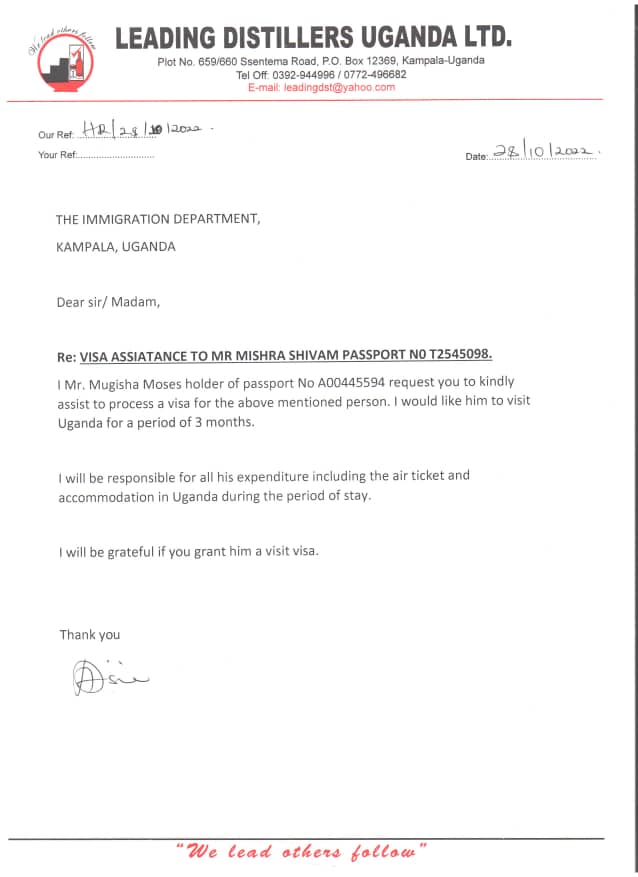 We lead others follow
LEADING DISTILLERS UGANDA LTD.
Plot No. 659/660 Ssentema Road, P.O. Box 12369, Kampala-Uganda
Tel Off: 0392-944996 / 0772-496682
E-mail: leadingdst@yahoo.com
Our Ref: HR/28/10/2022.
Your Ref:
Date: 28/10/2022.
THE IMMIGRATION DEPARTMENT,
KAMPALA, UGANDA
Dear sir/ Madam,
Re: VISA ASSIATANCE TO MR MISHRA SHIVAM PASSPORT N0 T2545098.
I Mr. Mugisha Moses holder of passport No A00445594 request you to kindly
assist to process a visa for the above mentioned person. I would like him to visit
Uganda for a period of 3 months.
I will be responsible for all his expenditure including the air ticket and
accommodation in Uganda during the period of stay.
I will be grateful if you grant him a visit visa.
Thank you
"We lead others follow"